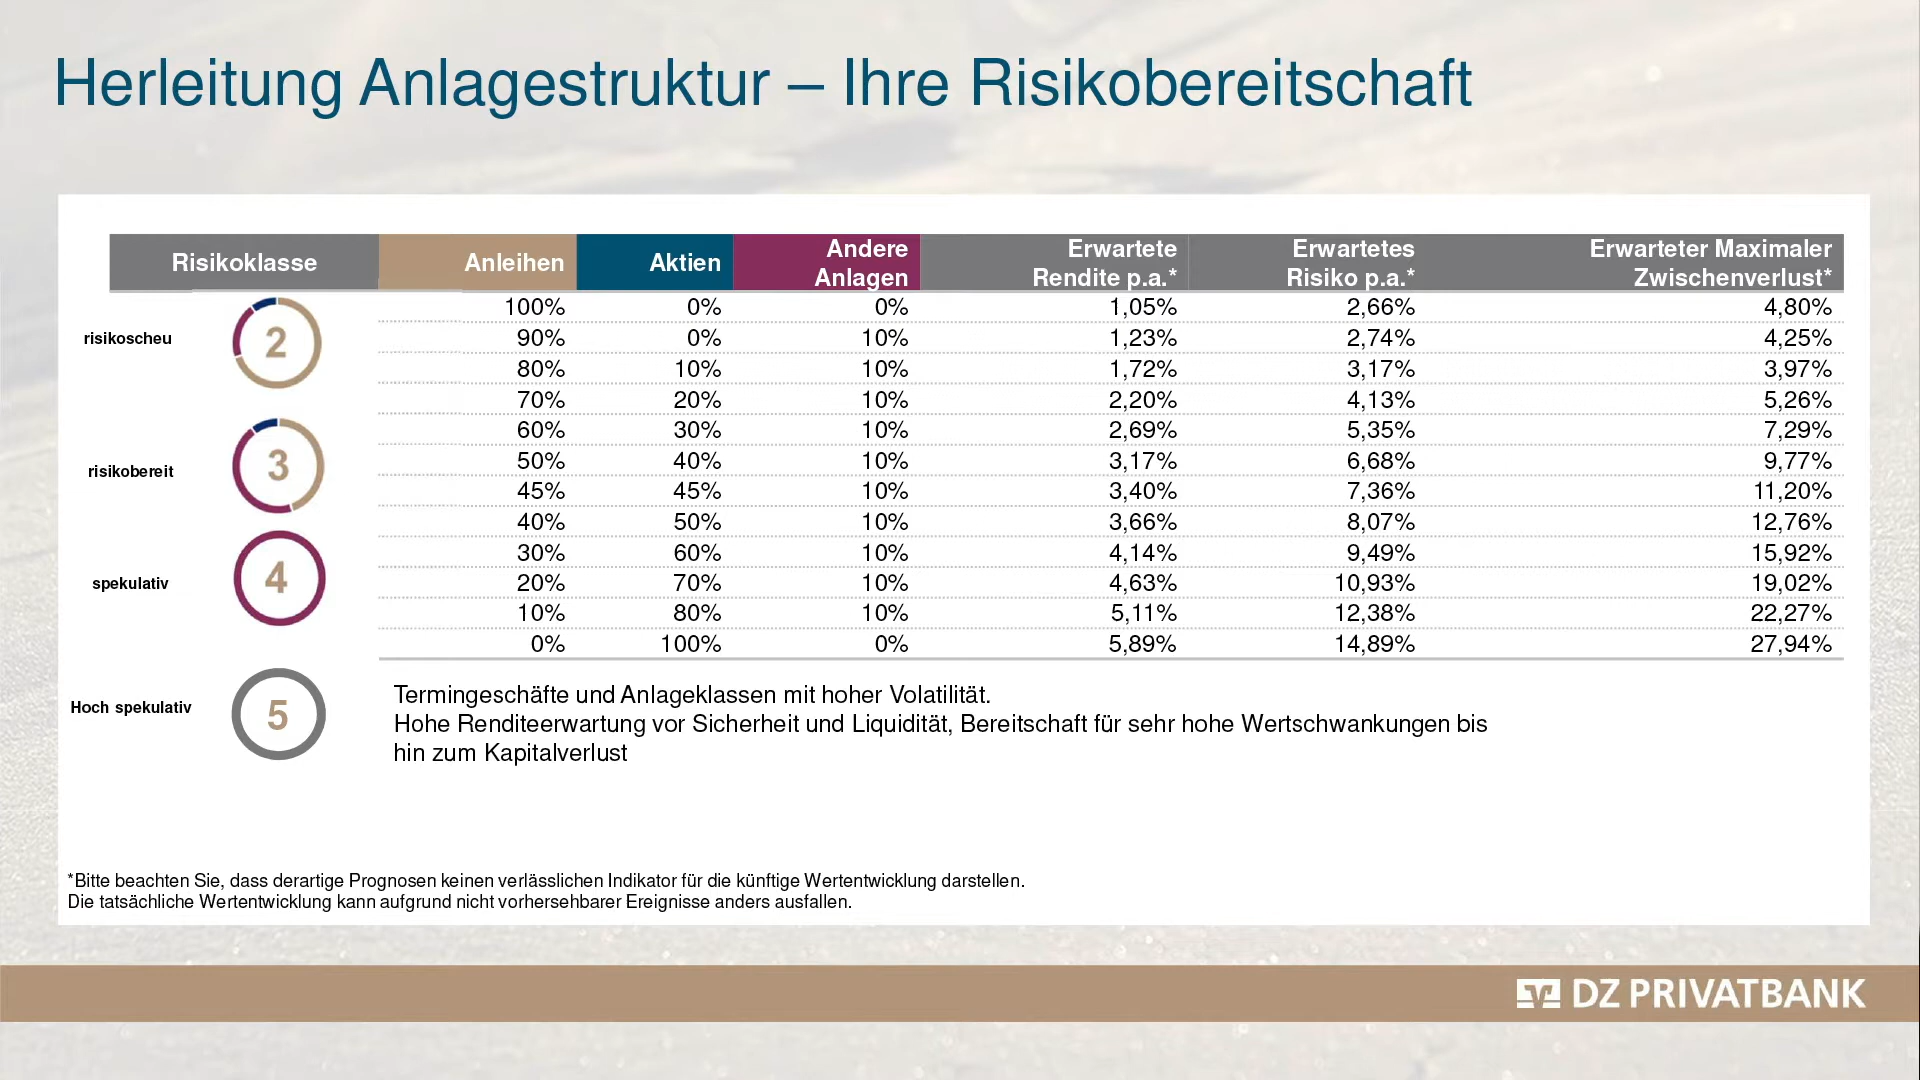 Herleitung Anlagestruktur – Ihre Risikobereitschaft
Risikoklasse Anleihen Aktien Andere Anlagen Erwartete Rendite p.a.* Erwartetes Risiko p.a.* Erwarteter Maximaler Zwischenverlust*
risikoscheu 2
100% 0% 0% 1,05% 2,66% 4,80%
90% 0% 10% 1,23% 2,74% 4,25%
80% 10% 10% 1,72% 3,17% 3,97%
70% 20% 10% 2,20% 4,13% 5,26%
risikobereit 3
60% 30% 10% 2,69% 5,35% 7,29%
50% 40% 10% 3,17% 6,68% 9,77%
45% 45% 10% 3,40% 7,36% 11,20%
40% 50% 10% 3,66% 8,07% 12,76%
spekulativ 4
30% 60% 10% 4,14% 9,49% 15,92%
20% 70% 10% 4,63% 10,93% 19,02%
10% 80% 10% 5,11% 12,38% 22,27%
0% 100% 0% 5,89% 14,89% 27,94%
Hoch spekulativ 5
Termingeschäfte und Anlageklassen mit hoher Volatilität.
Hohe Renditeerwartung vor Sicherheit und Liquidität, Bereitschaft für sehr hohe Wertschwankungen bis
hin zum Kapitalverlust
*Bitte beachten Sie, dass derartige Prognosen keinen verlässlichen Indikator für die künftige Wertentwicklung darstellen.
Die tatsächliche Wertentwicklung kann aufgrund nicht vorhersehbarer Ereignisse anders ausfallen.
DZ PRIVATBANK